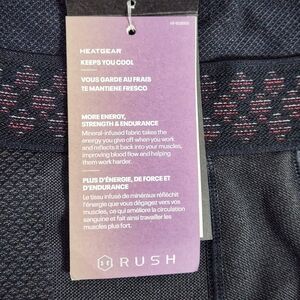 HEATGEAR
KEEPS YOU COOL
VOUS GARDE AU FRAIS
TE MANTIENE FRESCO
MORE ENERGY,
STRENGTH & ENDURANCE
Mineral-infused fabric takes the
energy you give off when you work
and reflects it back into your muscles,
improving blood flow and helping
them work harder.
PLUS D'ÉNERGIE, DE FORCE ET
D'ENDURANCE
Le tissu infusé de minéraux réfléchit
l'énergie que vous dégagez vers vos
muscles, ce qui améliore la circulation
sanguine et fait ainsi travailler les
muscles plus fort.
RUSH